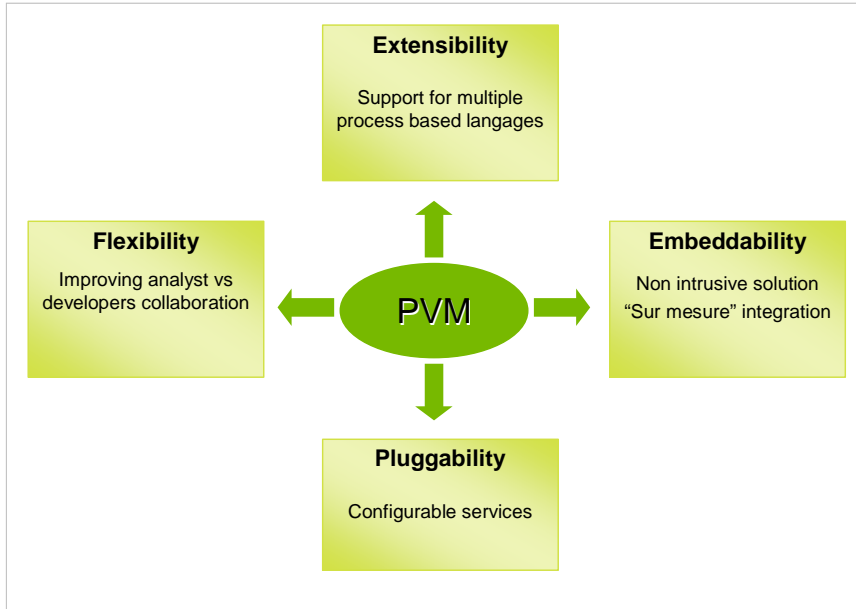 Extensibility
Support for multiple
process based langages
Flexibility
Improving analyst vs
developers collaboration
PVM
Embeddability
Non intrusive solution
“Sur mesure” integration
Pluggability
Configurable services